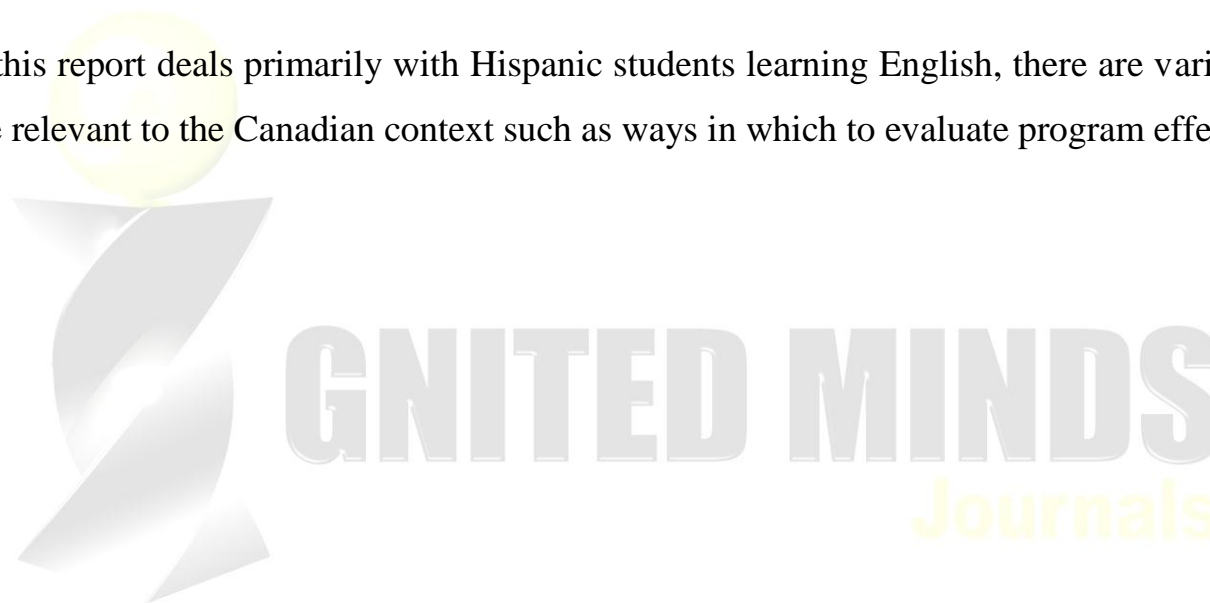 this report deals primarily with Hispanic students learning English, there are vari
relevant to the Canadian context such as ways in which to evaluate program effe
GNITED MINDS
Journals